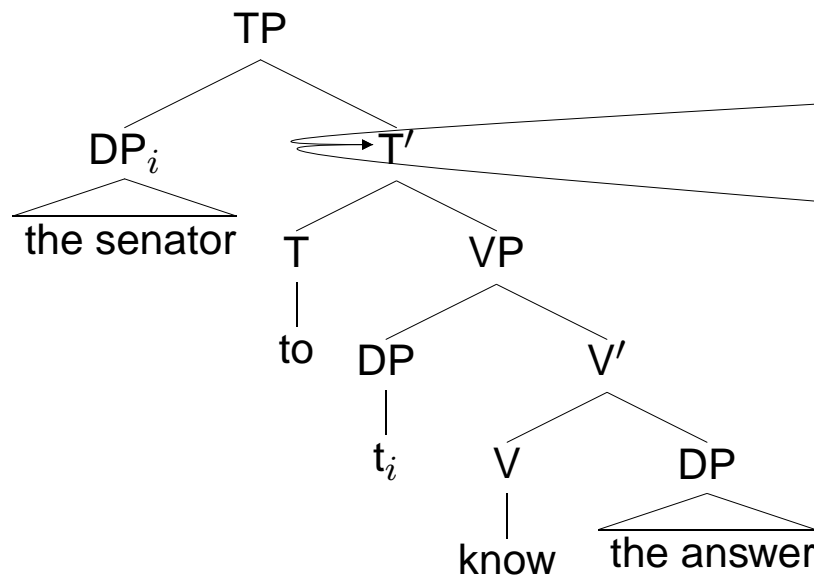 TP
DPᵢ T′
the senator T VP
to DP V′
tᵢ V DP
know the answer